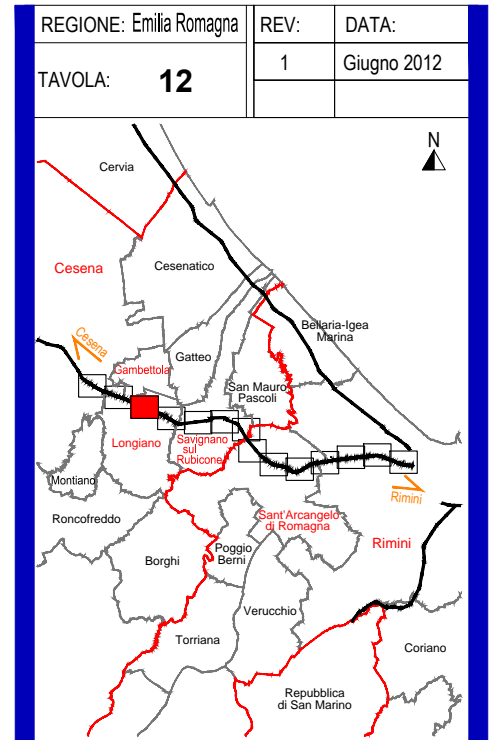 REGIONE: Emilia Romagna
REV:
DATA:
TAVOLA: 12
1
Giugno 2012
N
Cervia
Cesena
Cesenatico
Bellaria-Igea
Marina
Cesena
Gatteo
Gambettola
San Mauro
Pascoli
Longiano
Savignano
sul
Rubicone
Montiano
Rimini
Roncofreddo
Sant'Arcangelo
di Romagna
Rimini
Borghi
Poggio
Berni
Verucchio
Torriana
Coriano
Repubblica
di San Marino